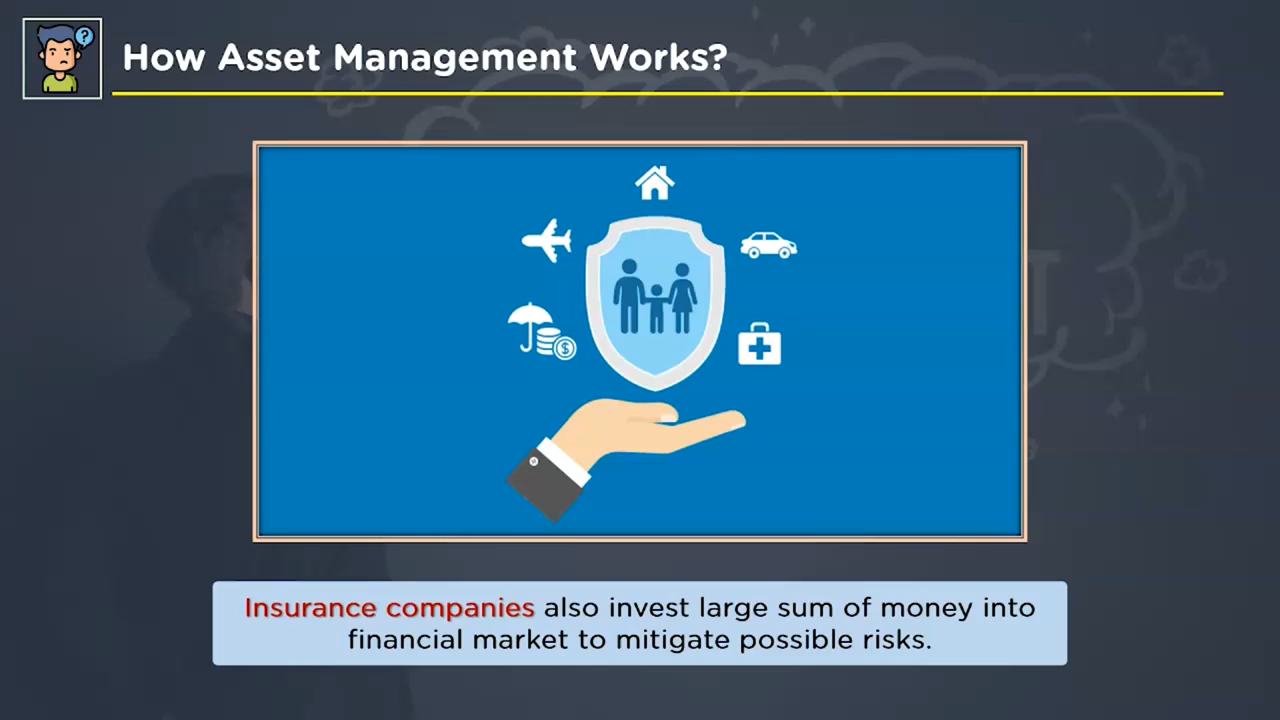 How Asset Management Works?
Insurance companies also invest large sum of money into
financial market to mitigate possible risks.